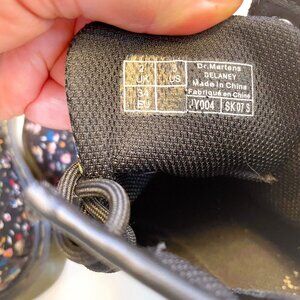 UK US
34
EU
Dr.Martens
DELANEY
Made in China
Fabriqué en Chine
JY004 SK07S